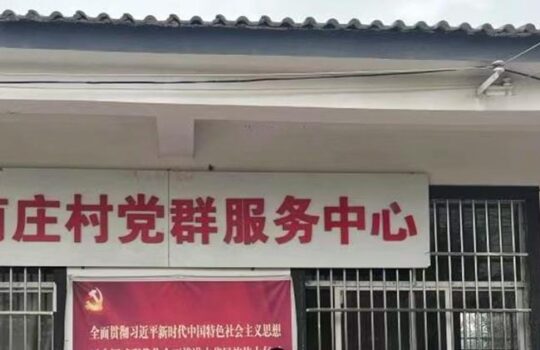 庄村党群服务中心
全面贯彻习近平新时代中国特色社会主义思想